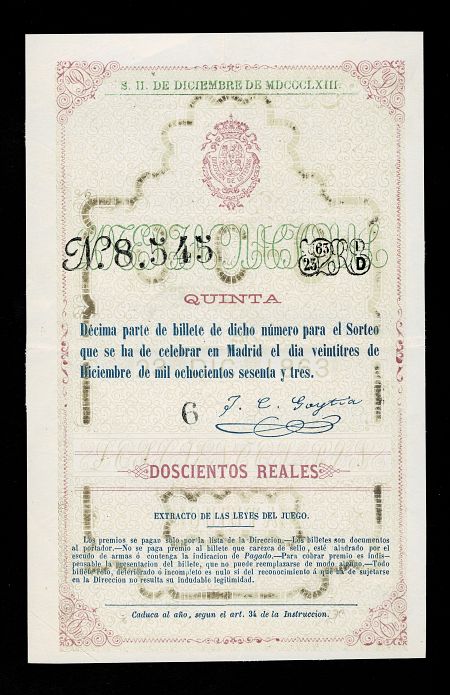 S. II. DE DICIEMBRE DE MDCCCLXIII.
N. 8.545
23 63 D
QUINTA
Décima parte de billete de dicho número para el Sorteo
que se ha de celebrar en Madrid el dia veintitres de
Diciembre de mil ochocientos sesenta y tres.
6 J. C. Goytia
DOSCIENTOS REALES
EXTRACTO DE LAS LEYES DEL JUEGO.
Los premios se pagan solo por la lista de la Direccion.—Los billetes son documentos
al portador.—No se paga premio al billete que carezca de sello, esté
escudo de armas ó contenga la indicacion de Pagado.—Para cobrar premio es indis-
pensable la presentacion del billete, que no puede reemplazarse de modo alguno.—Todo
billete roto, deteriorado ó incompleto es nulo si del reconocimiento á que ha de sujetarse
en la Direccion no resulta su indudable legitimidad.
Caduca al año, segun el art. 34 de la Instruccion.